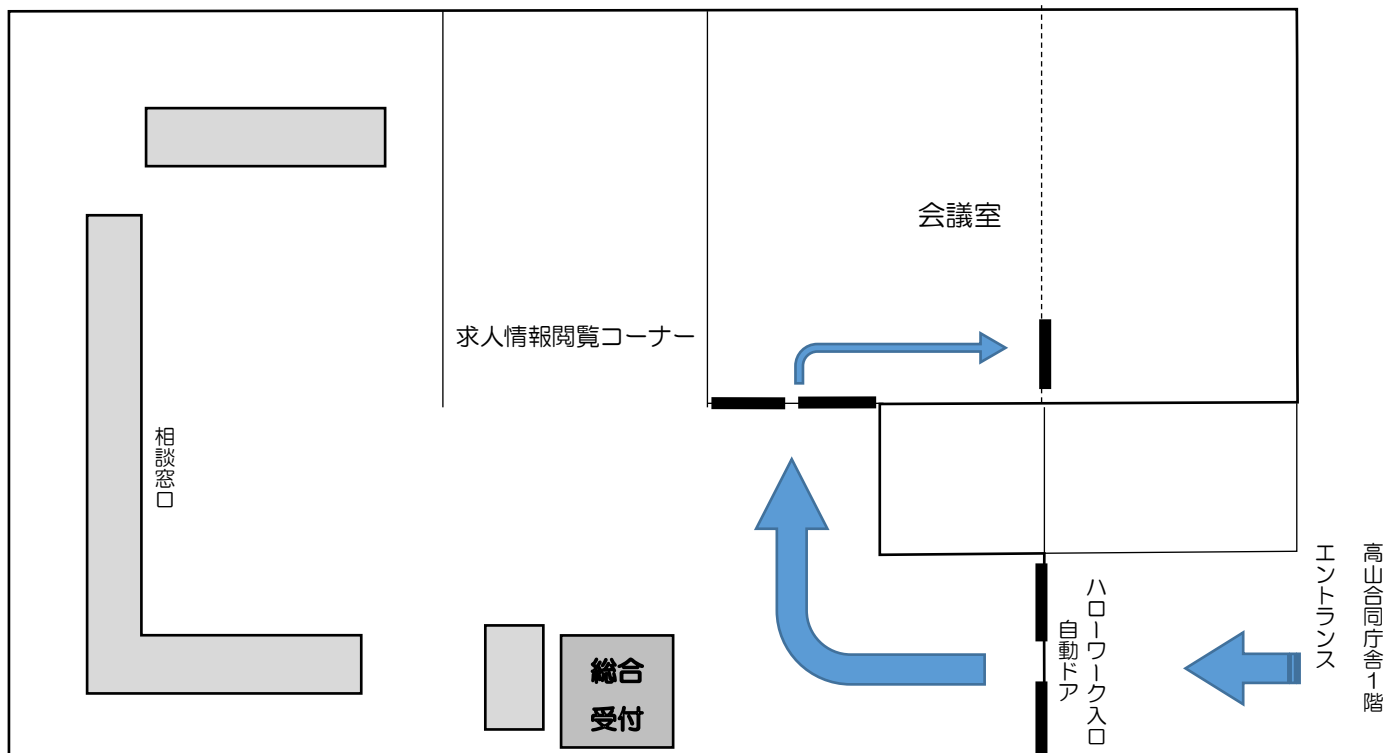 会議室
求人情報閲覧コーナー
相談窓口
総合
受付
ハローワーク入口
自動ドア
高山合同庁舎1階
エントランス